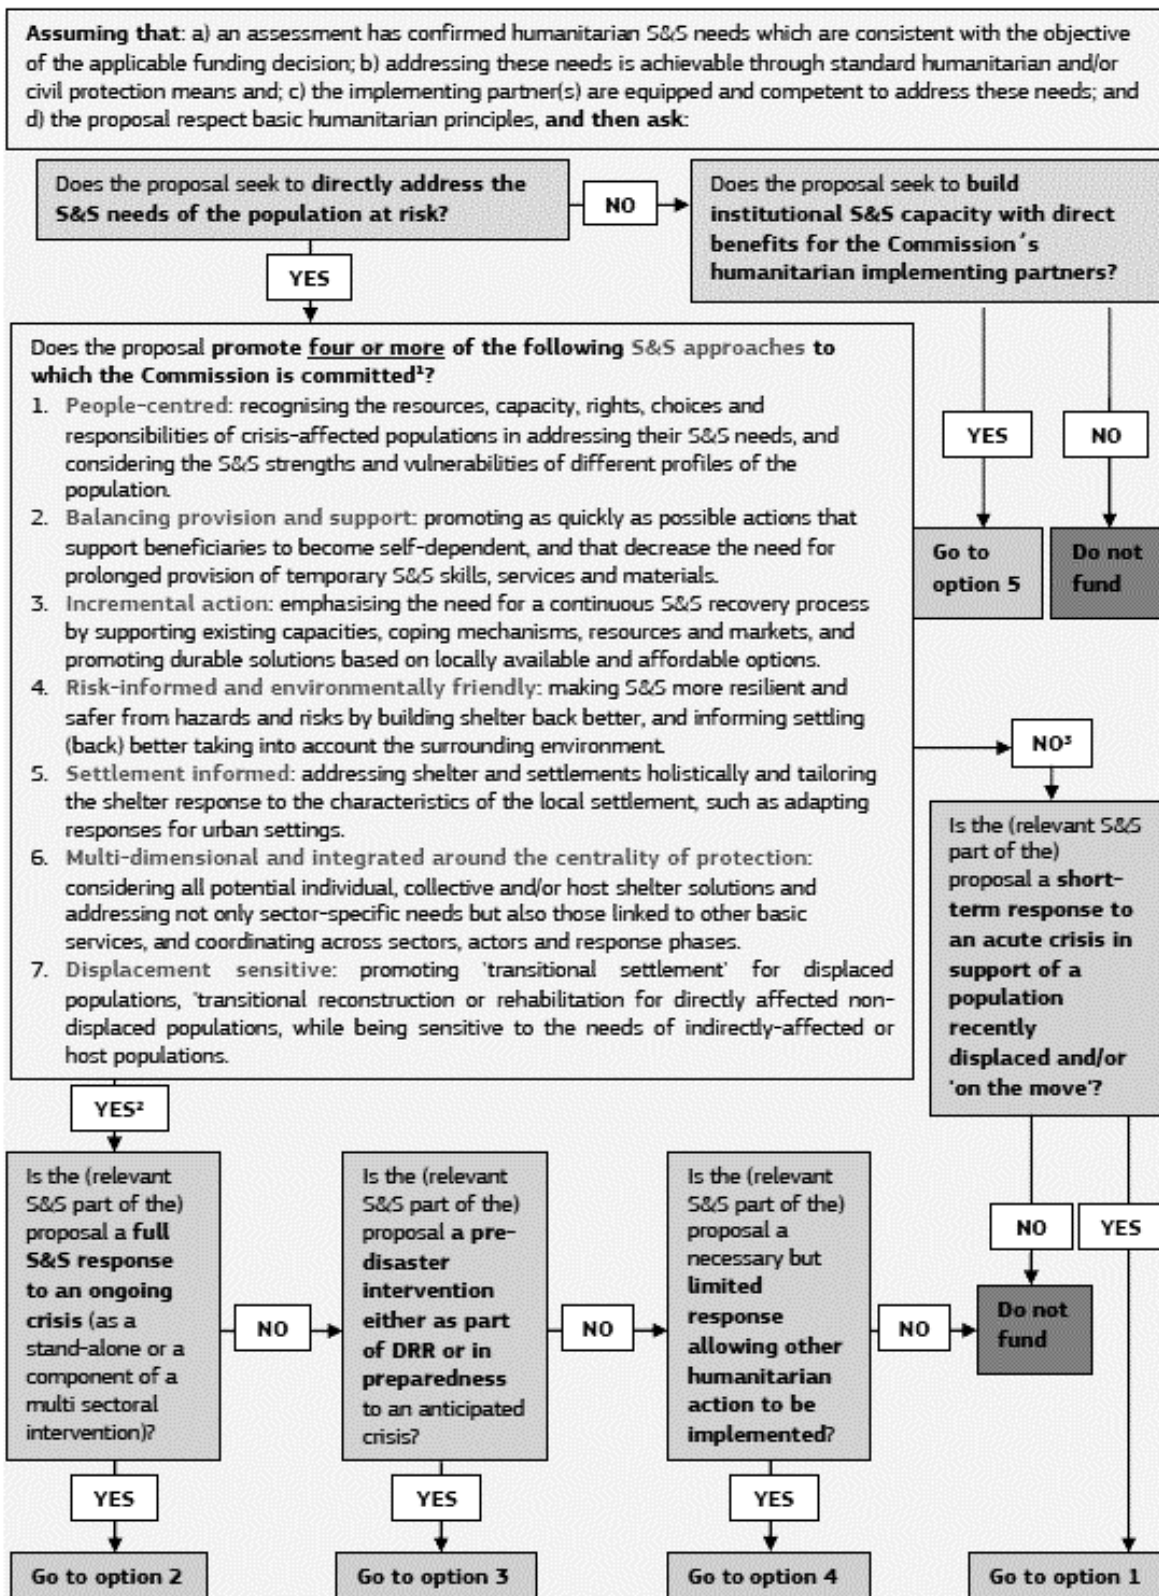 Assuming that: a) an assessment has confirmed humanitarian S&S needs which are consistent with the objective
of the applicable funding decision; b) addressing these needs is achievable through standard humanitarian and/or
civil protection means and; c) the implementing partner(s) are equipped and competent to address these needs; and
d) the proposal respect basic humanitarian principles, and then ask:
Does the proposal seek to directly address the
S&S needs of the population at risk?
NO
Does the proposal seek to build
institutional S&S capacity with direct
benefits for the Commission´s
humanitarian implementing partners?
YES
Does the proposal promote four or more of the following S&S approaches to
which the Commission is committed¹?
1. People-centred: recognising the resources, capacity, rights, choices and
responsibilities of crisis-affected populations in addressing their S&S needs, and
considering the S&S strengths and vulnerabilities of different profiles of the
population.
2. Balancing provision and support: promoting as quickly as possible actions that
support beneficiaries to become self-dependent, and that decrease the need for
prolonged provision of temporary S&S skills, services and materials.
3. Incremental action: emphasising the need for a continuous S&S recovery process
by supporting existing capacities, coping mechanisms, resources and markets, and
promoting durable solutions based on locally available and affordable options.
4. Risk-informed and environmentally friendly: making S&S more resilient and
safer from hazards and risks by building shelter back better, and informing settling
(back) better taking into account the surrounding environment.
5. Settlement informed: addressing shelter and settlements holistically and tailoring
the shelter response to the characteristics of the local settlement, such as adapting
responses for urban settings.
6. Multi-dimensional and integrated around the centrality of protection:
considering all potential individual, collective and/or host shelter solutions and
addressing not only sector-specific needs but also those linked to other basic
services, and coordinating across sectors, actors and response phases.
7. Displacement sensitive: promoting 'transitional settlement' for displaced
populations, 'transitional reconstruction or rehabilitation for directly affected non-
displaced populations, while being sensitive to the needs of indirectly-affected or
host populations.
YES
NO
Go to
option 5
Do not
fund
NO³
Is the (relevant S&S
part of the)
proposal a short-
term response to
an acute crisis in
support of a
population
recently
displaced and/or
'on the move'?
YES²
Is the (relevant
S&S part of the)
proposal a full
S&S response
to an ongoing
crisis (as a
stand-alone or a
component of a
multi sectoral
intervention)?
NO
Is the (relevant
S&S part of the)
proposal a pre-
disaster
intervention
either as part
of DRR or in
preparedness
to an anticipated
crisis?
NO
Is the (relevant
S&S part of the)
proposal a
necessary but
limited
response
allowing other
humanitarian
action to be
implemented?
NO
NO
YES
Do not
fund
YES
YES
YES
Go to option 2
Go to option 3
Go to option 4
Go to option 1